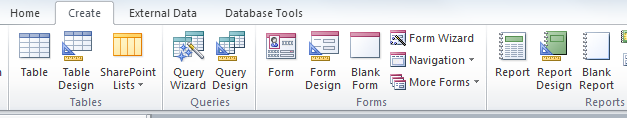 Home Create External Data Database Tools
Table Table Design SharePoint Lists Query Wizard Query Design Form Form Design Blank Form Form Wizard Navigation More Forms Report Report Design Blank Report
Tables Queries Forms Reports